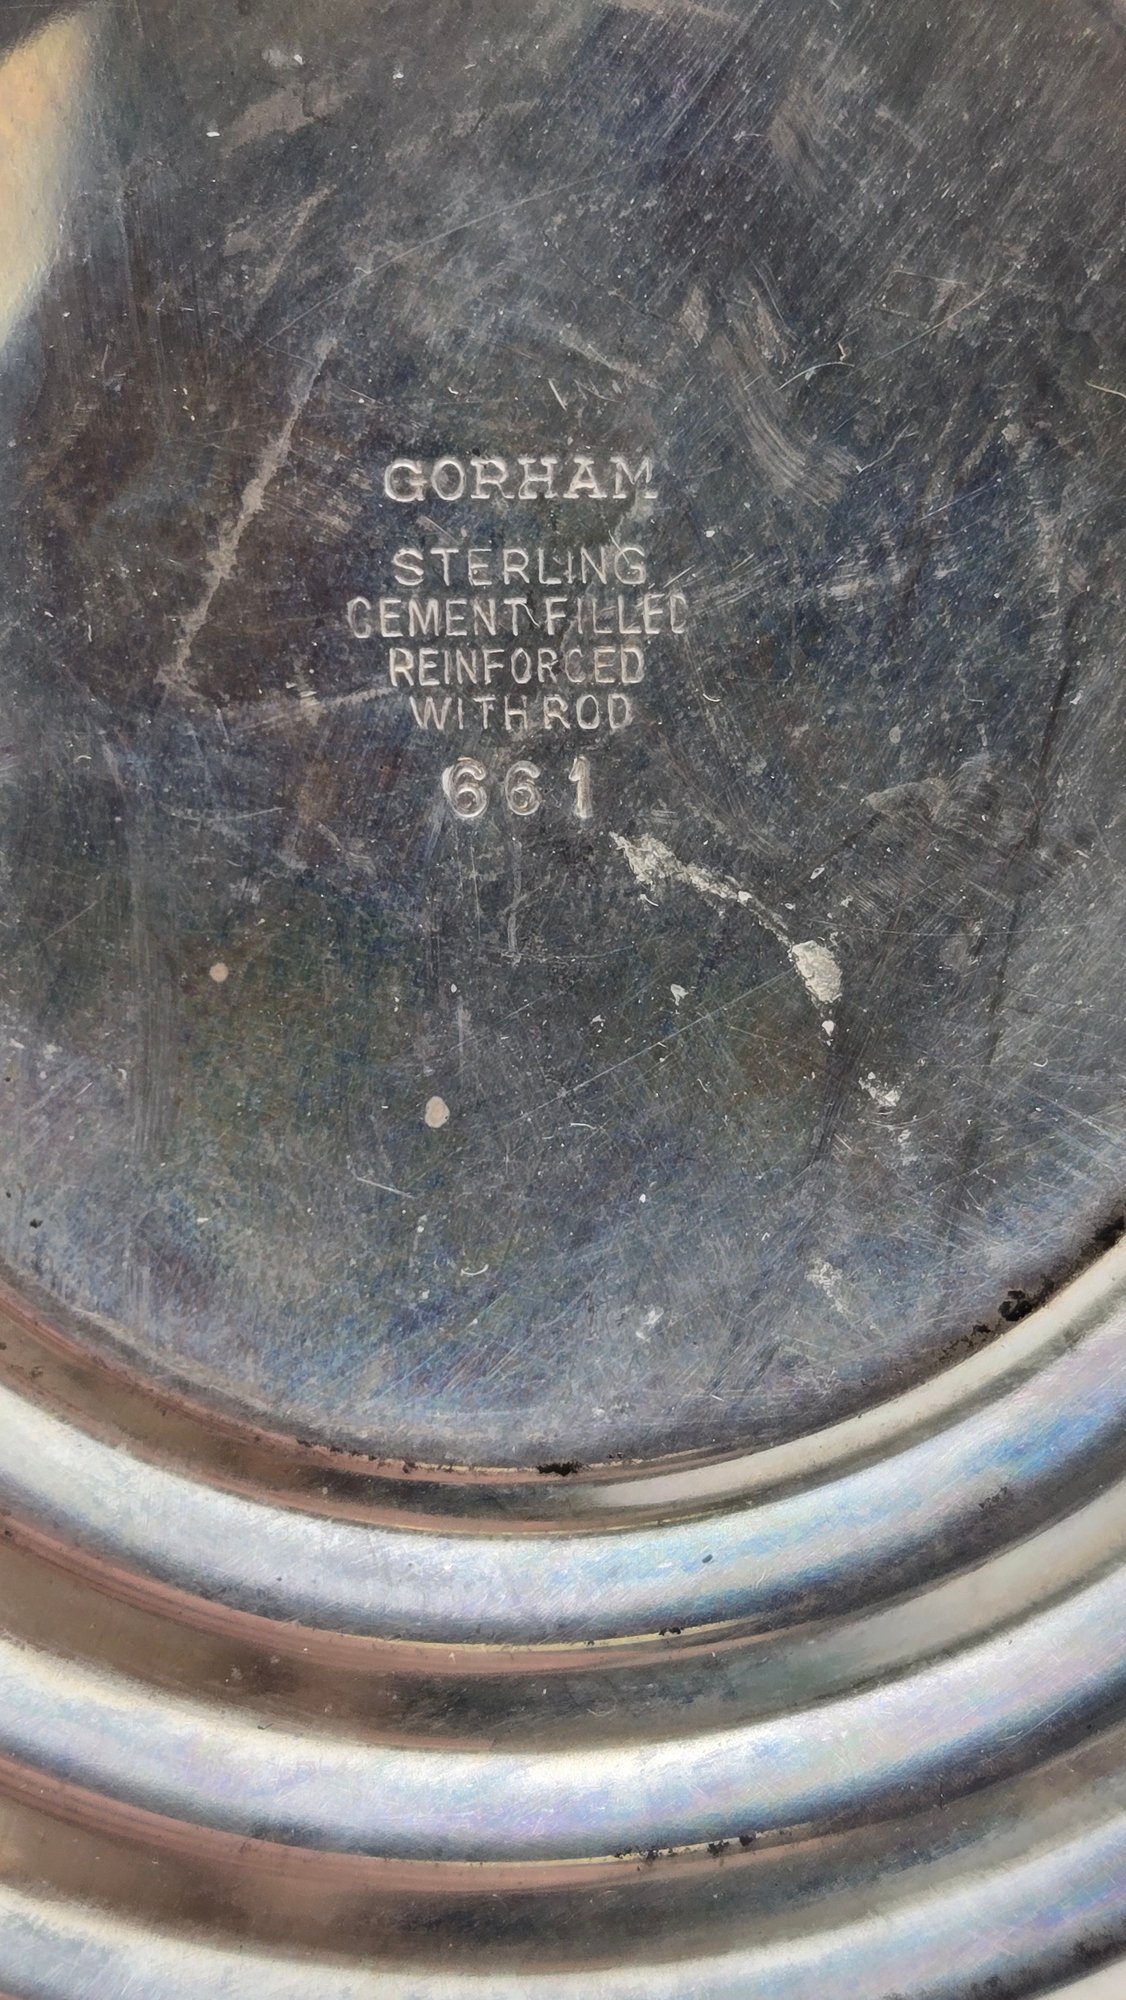 GORHAM
STERLING
CEMENT FILLED
REINFORCED
WITH ROD
661